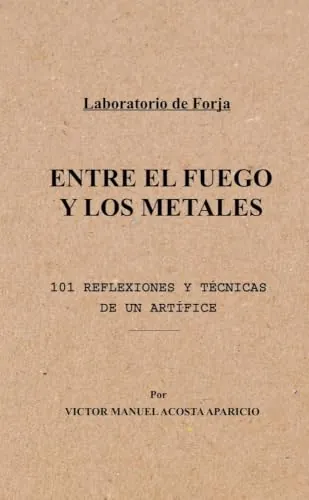 Laboratorio de Forja
ENTRE EL FUEGO
Y LOS METALES
101 REFLEXIONES Y TÉCNICAS
DE UN ARTÍFICE
Por
VICTOR MANUEL ACOSTA APARICIO